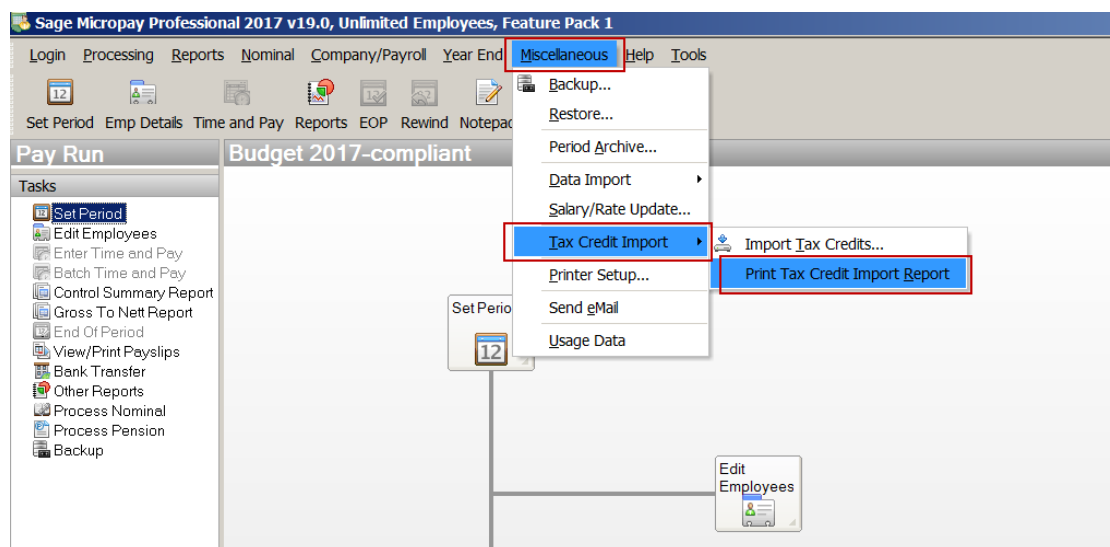 Sage Micropay Professional 2017 v19.0, Unlimited Employees, Feature Pack 1
Login Processing Reports Nominal Company/Payroll Year End Miscellaneous Help Tools
12
Set Period Emp Details Time and Pay Reports EOP Rewind Notepad
Backup...
Restore...
Period Archive...
Data Import
Salary/Rate Update...
Tax Credit Import
Printer Setup...
Send eMail
Usage Data
Import Tax Credits...
Print Tax Credit Import Report
Pay Run
Budget 2017-compliant
Tasks
Set Period
Edit Employees
Enter Time and Pay
Batch Time and Pay
Control Summary Report
Gross To Nett Report
End Of Period
View/Print Payslips
Bank Transfer
Other Reports
Process Nominal
Process Pension
Backup
Set Perio
12
Edit
Employees